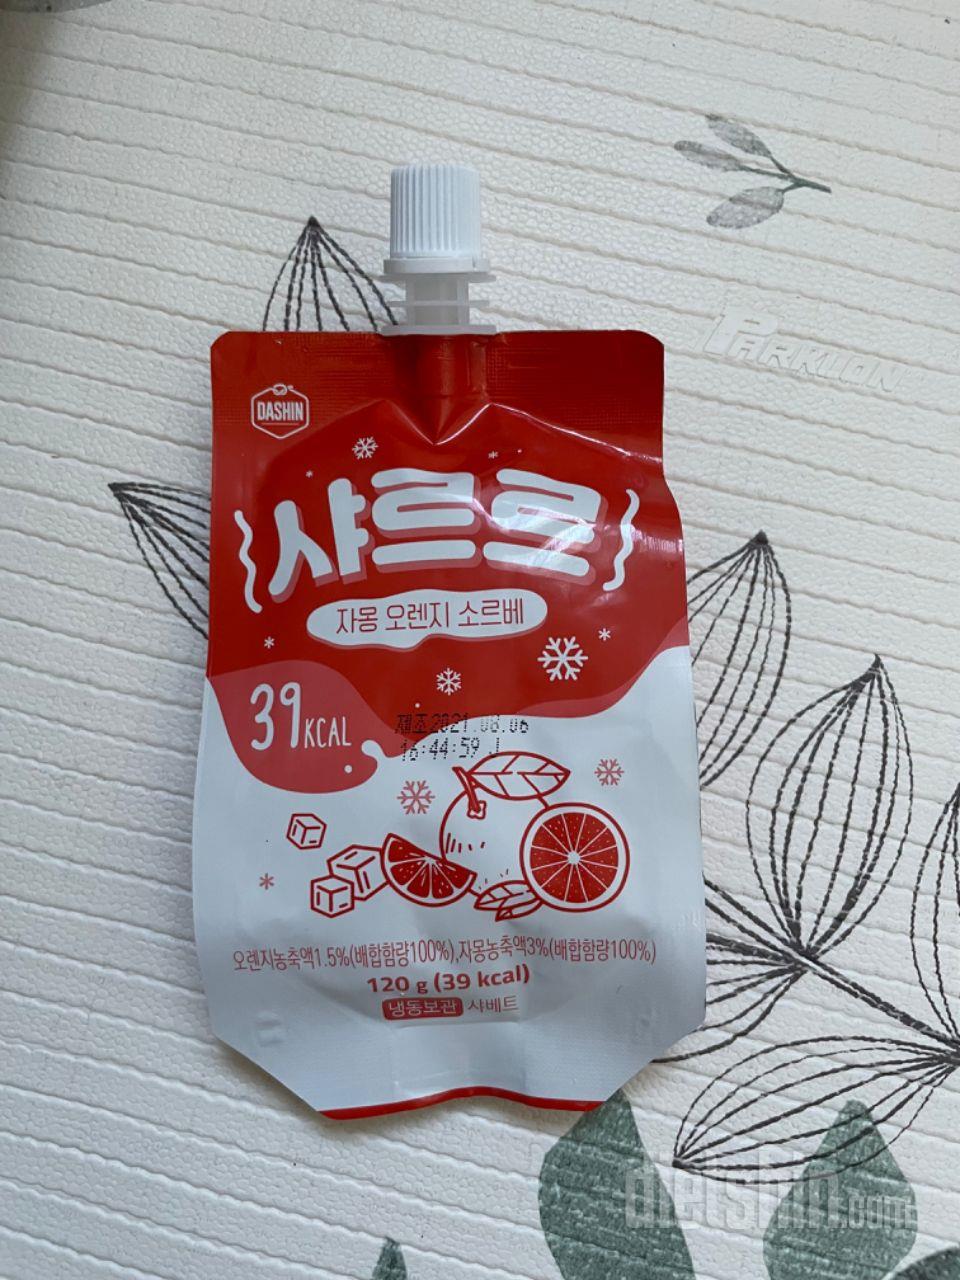 PARKLON
DASHIN
샤르르
자몽 오렌지 소르베
39KCAL
제조2021.08.06
16:44:59 J
오렌지농축액1.5%(배합함량100%),자몽농축액3%(배합함량100%)
120 g (39 kcal)
냉동보관 샤베트
dietshin.com